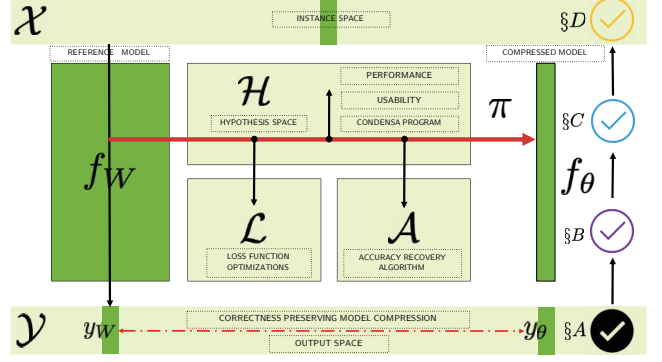 𝒳
INSTANCE SPACE
§D
REFERENCE MODEL
COMPRESSED MODEL
ℋ
HYPOTHESIS SPACE
PERFORMANCE
USABILITY
CONDENSA PROGRAM
π
§C
f_W
f_θ
ℒ
LOSS FUNCTION
OPTIMIZATIONS
𝒜
ACCURACY RECOVERY
ALGORITHM
§B
𝒴
y_W
CORRECTNESS PRESERVING MODEL COMPRESSION
OUTPUT SPACE
y_θ
§A